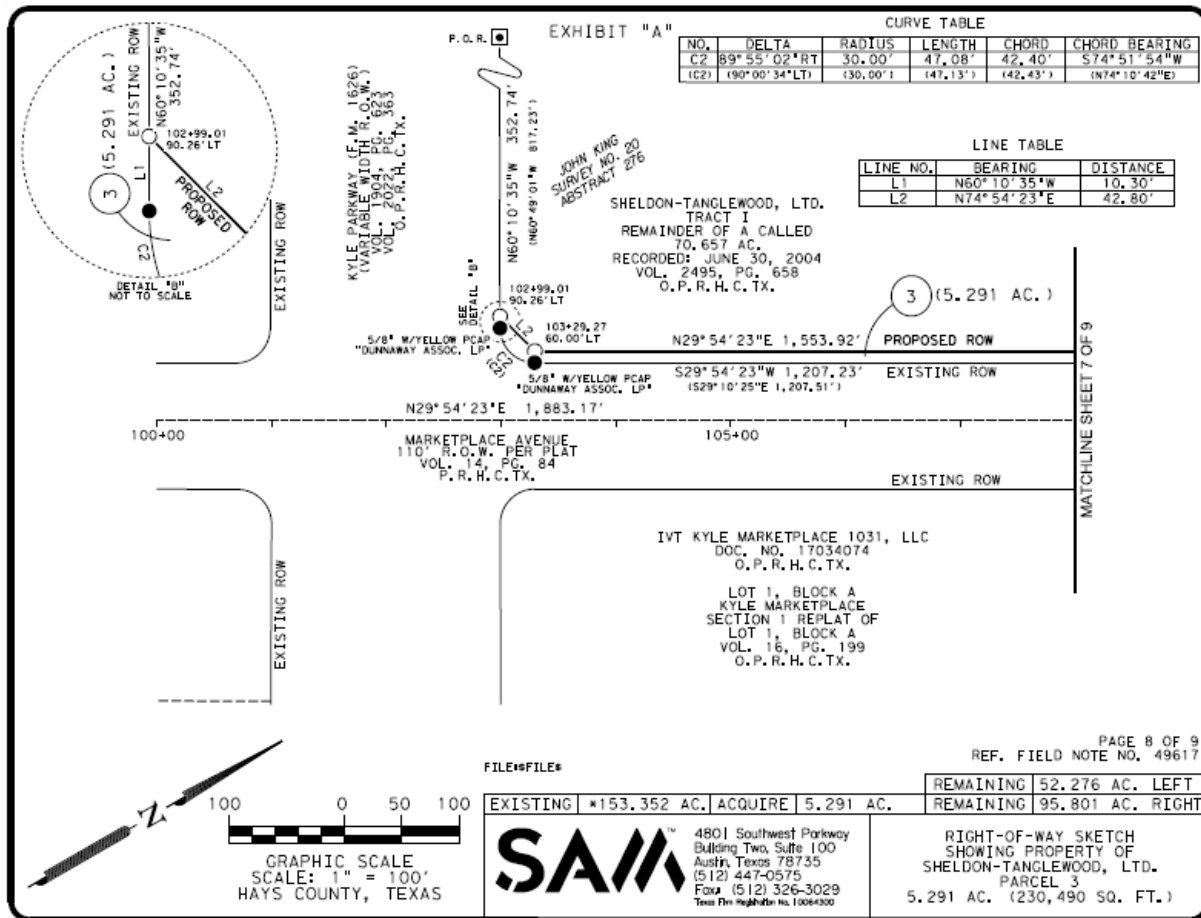 EXHIBIT "A"
P.O.R.
CURVE TABLE
NO. DELTA RADIUS LENGTH CHORD CHORD BEARING
C2 89°55'02"RT 30.00' 47.08' 42.40' S74°51'54"W
(C2) (90°00'34"LT) (30.00') (47.13') (42.43') (N74°10'42"E)
LINE TABLE
LINE NO. BEARING DISTANCE
L1 N60°10'35"W 10.30'
L2 N74°54'23"E 42.80'
3 (5.291 AC.)
EXISTING ROW
N60°10'35"W
352.74'
102+99.01
90.26'LT
L1
L2
PROPOSED
ROW
C2
DETAIL "B"
NOT TO SCALE
EXISTING ROW
KYLE PARKWAY (F.M. 1626)
(VARIABLE WIDTH R.O.W.)
VOL. 1904, PG. 623
VOL. 2022, PG. 363
O.P.R.H.C.TX.
N60°10'35"W 352.74'
(N60°49'01"W 817.23')
JOHN KING
SURVEY NO. 20
ABSTRACT 276
SHELDON-TANGLEWOOD, LTD.
TRACT I
REMAINDER OF A CALLED
70.657 AC.
RECORDED: JUNE 30, 2004
VOL. 2495, PG. 658
O.P.R.H.C.TX.
SEE
DETAIL "B"
102+99.01
90.26'LT
L2
103+29.27
60.00'LT
5/8" W/YELLOW PCAP
"DUNNAWAY ASSOC. LP"
C2
(C2)
5/8" W/YELLOW PCAP
"DUNNAWAY ASSOC. LP"
3 (5.291 AC.)
N29°54'23"E 1,553.92' PROPOSED ROW
S29°54'23"W 1,207.23' EXISTING ROW
(S29°10'25"E 1,207.51')
MATCHLINE SHEET 7 OF 9
N29°54'23"E 1,883.17'
100+00
105+00
MARKETPLACE AVENUE
110' R.O.W. PER PLAT
VOL. 14, PG. 84
P.R.H.C.TX.
EXISTING ROW
EXISTING ROW
IVT KYLE MARKETPLACE 1031, LLC
DOC. NO. 17034074
O.P.R.H.C.TX.
LOT 1, BLOCK A
KYLE MARKETPLACE
SECTION 1 REPLAT OF
LOT 1, BLOCK A
VOL. 16, PG. 199
O.P.R.H.C.TX.
N
100 0 50 100
GRAPHIC SCALE
SCALE: 1" = 100'
HAYS COUNTY, TEXAS
FILE$FILE$
PAGE 8 OF 9
REF. FIELD NOTE NO. 49617
REMAINING 52.276 AC. LEFT
EXISTING *153.352 AC. ACQUIRE 5.291 AC. REMAINING 95.801 AC. RIGHT
SAM™
4801 Southwest Parkway
Building Two, Suite 100
Austin, Texas 78735
(512) 447-0575
Fax: (512) 326-3029
Texas Firm Registration No. 10064300
RIGHT-OF-WAY SKETCH
SHOWING PROPERTY OF
SHELDON-TANGLEWOOD, LTD.
PARCEL 3
5.291 AC. (230,490 SQ. FT.)